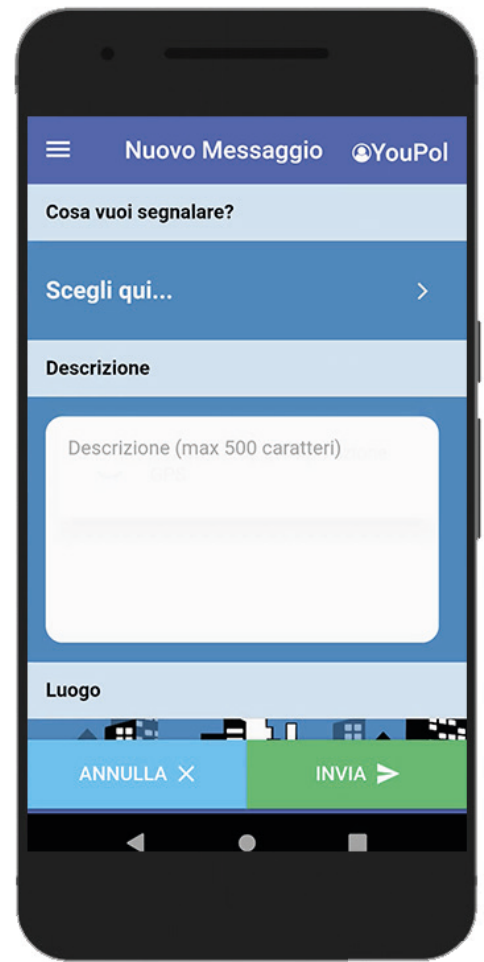 Nuovo Messaggio YouPol
Cosa vuoi segnalare?
Scegli qui...
Descrizione
Descrizione (max 500 caratteri)
Luogo
ANNULLA INVIA